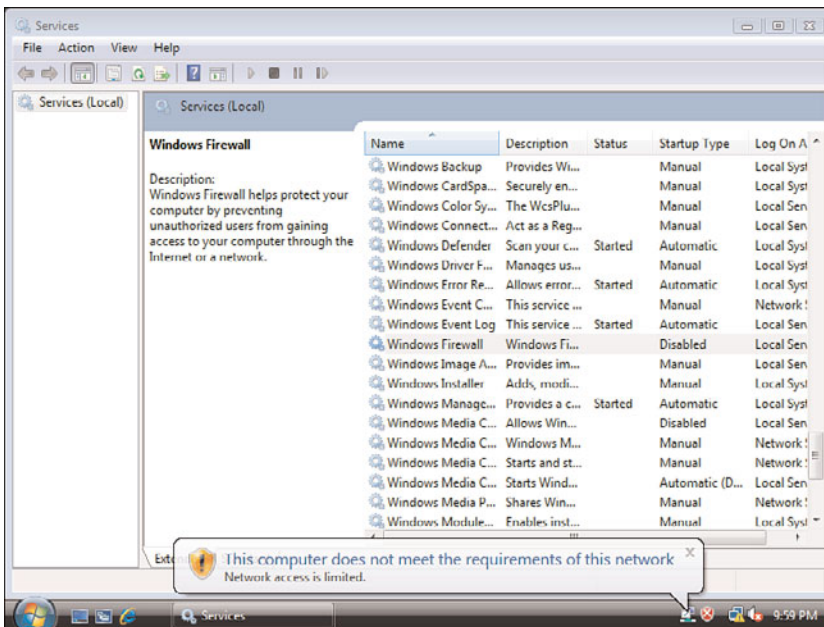 Services
File Action View Help
Services (Local)
Services (Local)
Windows Firewall
Description:
Windows Firewall helps protect your
computer by preventing
unauthorized users from gaining
access to your computer through the
Internet or a network.
Name Description Status Startup Type Log On A
Windows Backup Provides Wi... Manual Local Syst
Windows CardSpa... Securely en... Manual Local Syst
Windows Color Sy... The WcsPlu... Manual Local Serv
Windows Connect... Act as a Reg... Manual Local Serv
Windows Defender Scan your c... Started Automatic Local Syst
Windows Driver F... Manages us... Manual Local Syst
Windows Error Re... Allows error... Started Automatic Local Syst
Windows Event C... This service ... Manual Network S
Windows Event Log This service ... Started Automatic Local Serv
Windows Firewall Windows Fi... Disabled Local Serv
Windows Image A... Provides im... Manual Local Serv
Windows Installer Adds, modi... Manual Local Syst
Windows Manage... Provides a c... Started Automatic Local Syst
Windows Media C... Allows Win... Disabled Local Serv
Windows Media C... Windows M... Manual Network S
Windows Media C... Starts and st... Manual Network S
Windows Media C... Starts Wind... Automatic (D... Local Serv
Windows Media P... Shares Win... Manual Network S
Windows Module... Enables inst... Manual Local Syst
This computer does not meet the requirements of this network
Network access is limited.
Services 9:59 PM